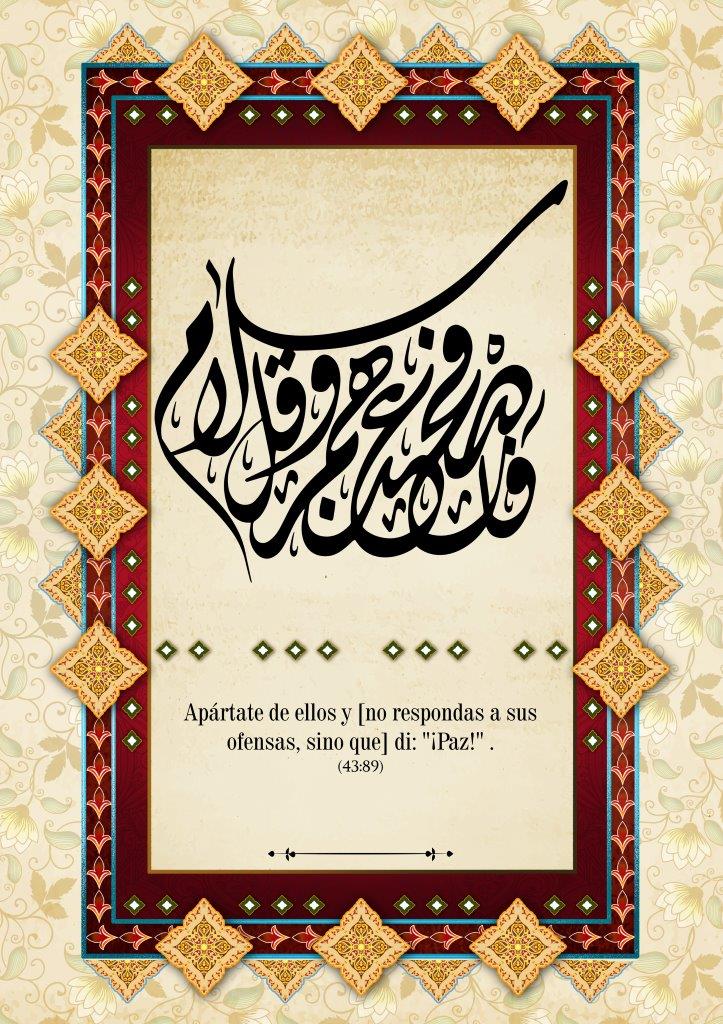 فاصفح عنهم وقل سلام
Apártate de ellos y [no respondas a sus
ofensas, sino que] di: "¡Paz!" .
(43:89)